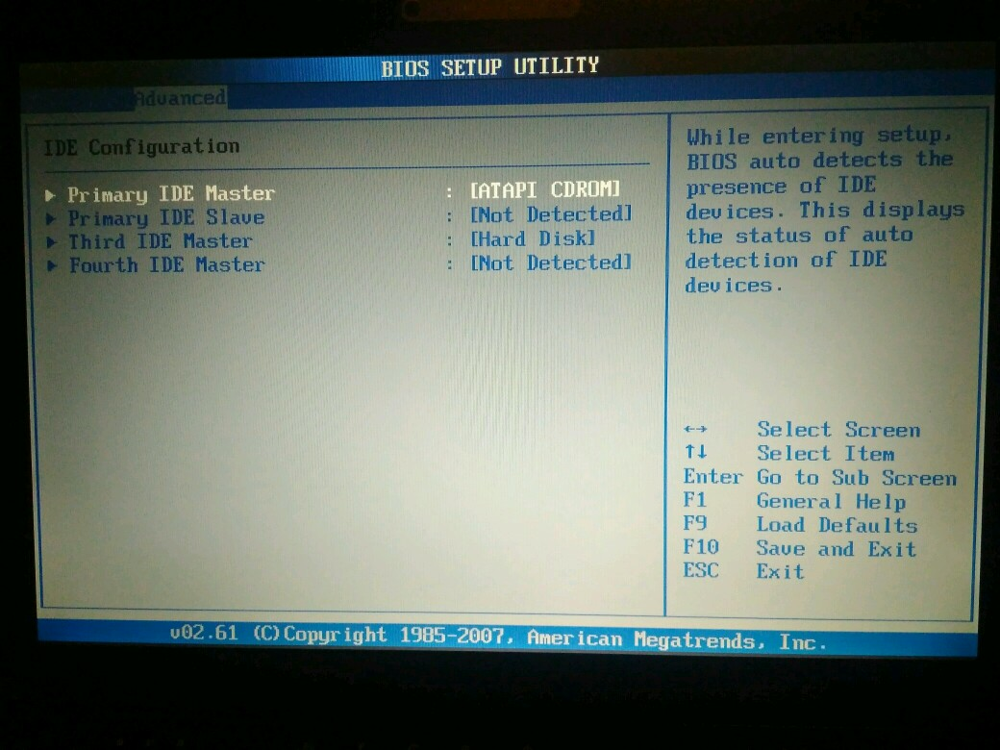 BIOS SETUP UTILITY
Advanced
IDE Configuration
Primary IDE Master : [ATAPI CDROM]
Primary IDE Slave : [Not Detected]
Third IDE Master : [Hard Disk]
Fourth IDE Master : [Not Detected]
While entering setup,
BIOS auto detects the
presence of IDE
devices. This displays
the status of auto
detection of IDE
devices.
←→ Select Screen
↑↓ Select Item
Enter Go to Sub Screen
F1 General Help
F9 Load Defaults
F10 Save and Exit
ESC Exit
v02.61 (C)Copyright 1985-2007, American Megatrends, Inc.